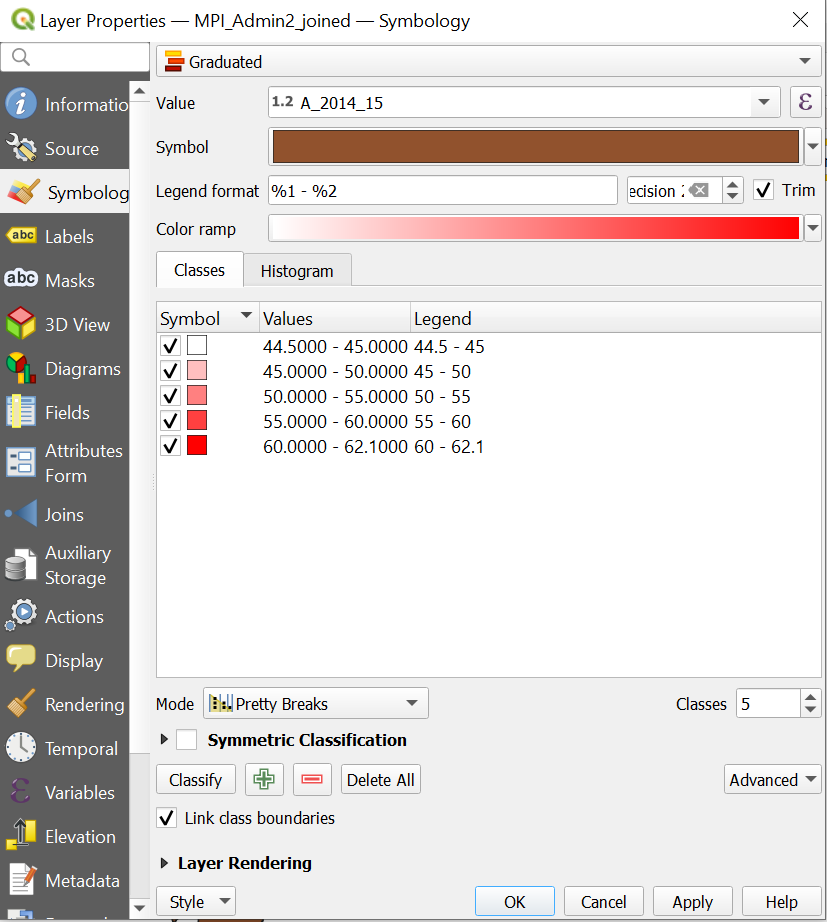 Layer Properties — MPI_Admin2_joined — Symbology
Informatio
Source
Symbolog
Labels
Masks
3D View
Diagrams
Fields
Attributes
Form
Joins
Auxiliary
Storage
Actions
Display
Rendering
Temporal
Variables
Elevation
Metadata
Graduated
Value 1.2 A_2014_15 ε
Symbol
Legend format %1 - %2 ecision Trim
Color ramp
Classes Histogram
Symbol Values Legend
44.5000 - 45.0000 44.5 - 45
45.0000 - 50.0000 45 - 50
50.0000 - 55.0000 50 - 55
55.0000 - 60.0000 55 - 60
60.0000 - 62.1000 60 - 62.1
Mode Pretty Breaks Classes 5
Symmetric Classification
Classify Delete All Advanced
Link class boundaries
Layer Rendering
Style OK Cancel Apply Help